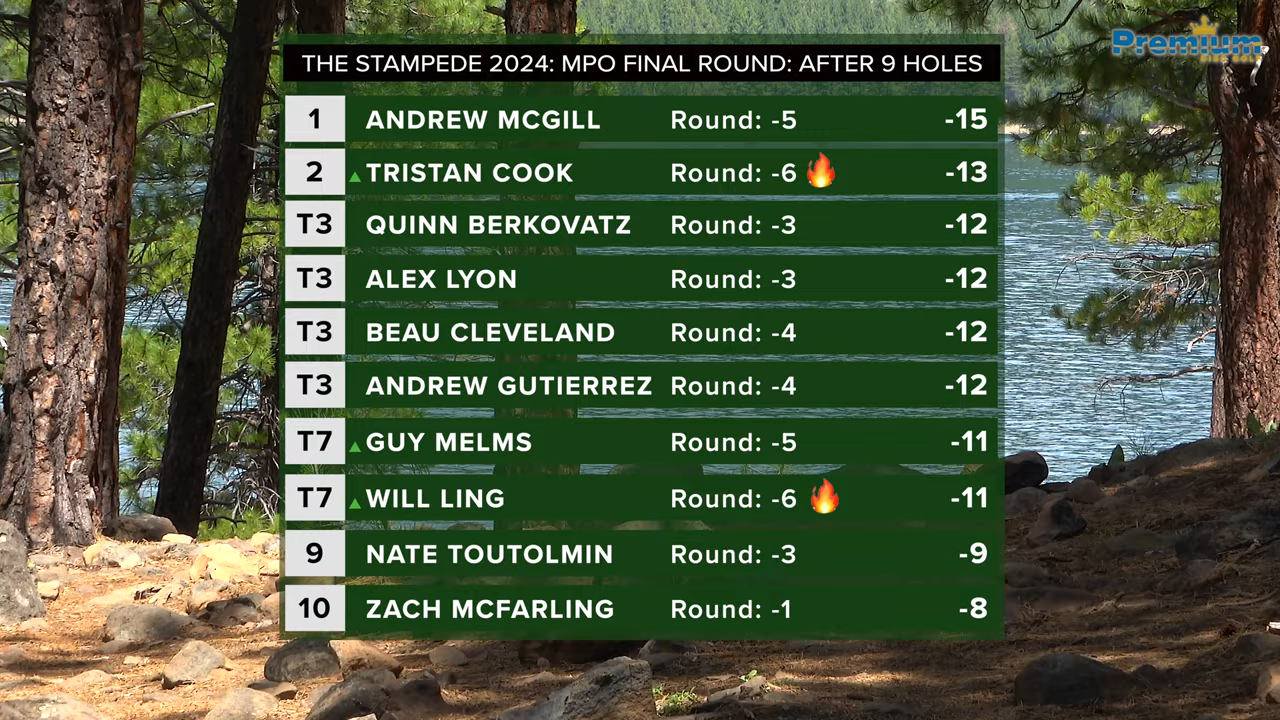 Premium
DISC GOLF
THE STAMPEDE 2024: MPO FINAL ROUND: AFTER 9 HOLES
1 ANDREW MCGILL Round: -5 -15
2 TRISTAN COOK Round: -6 -13
T3 QUINN BERKOVATZ Round: -3 -12
T3 ALEX LYON Round: -3 -12
T3 BEAU CLEVELAND Round: -4 -12
T3 ANDREW GUTIERREZ Round: -4 -12
T7 GUY MELMS Round: -5 -11
T7 WILL LING Round: -6 -11
9 NATE TOUTOLMIN Round: -3 -9
10 ZACH MCFARLING Round: -1 -8